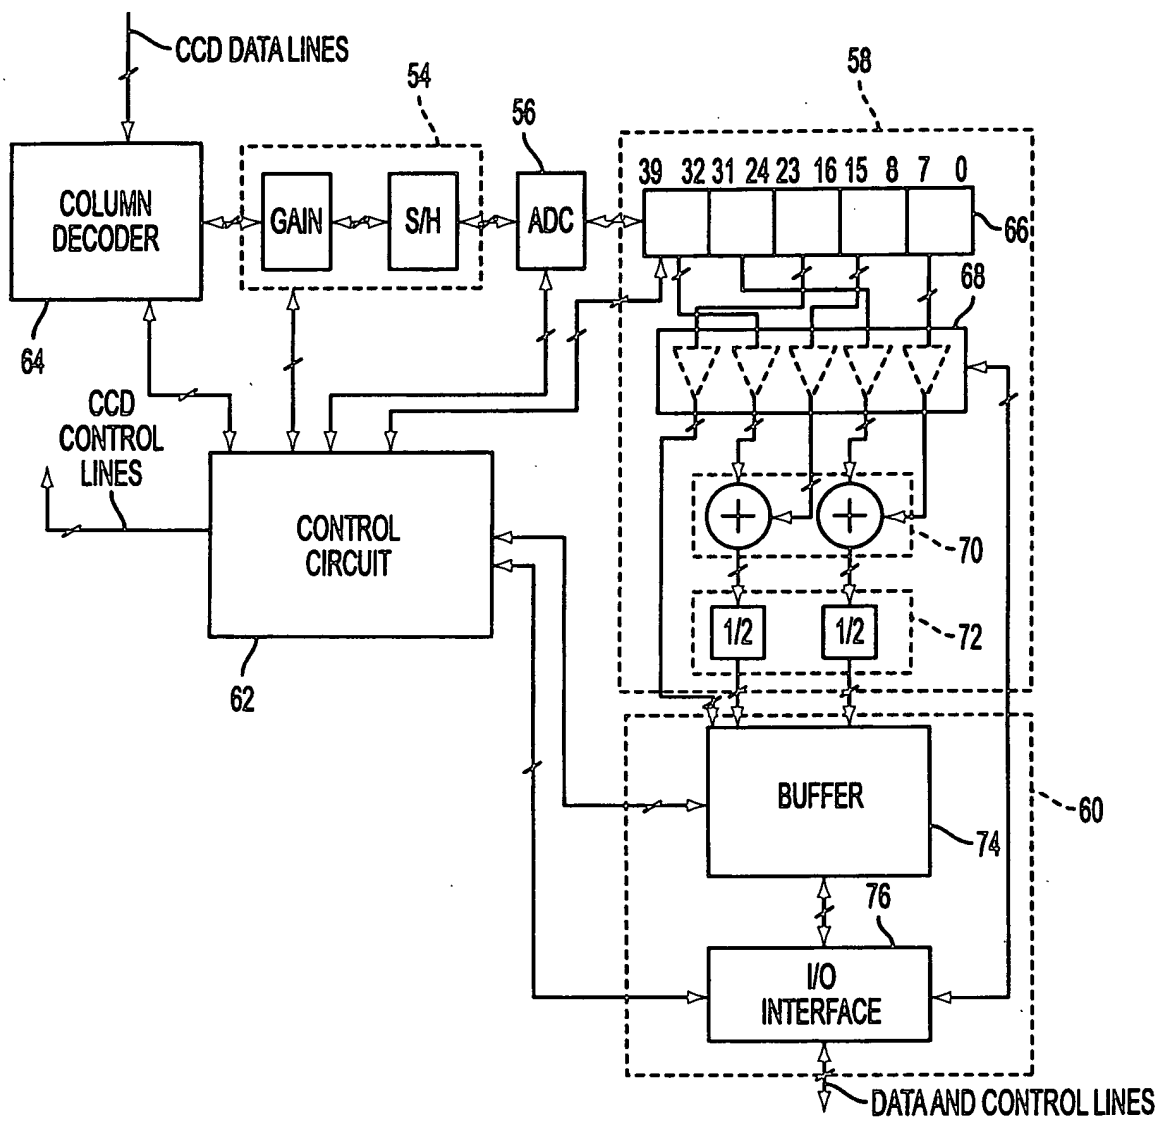 CCD DATA LINES
54
56
58
39 32 31 24 23 16 15 8 7 0
COLUMN
DECODER
GAIN
S/H
ADC
66
68
64
CCD
CONTROL
LINES
CONTROL
CIRCUIT
+
+
70
1/2
1/2
72
62
BUFFER
60
74
76
I/O
INTERFACE
DATA AND CONTROL LINES